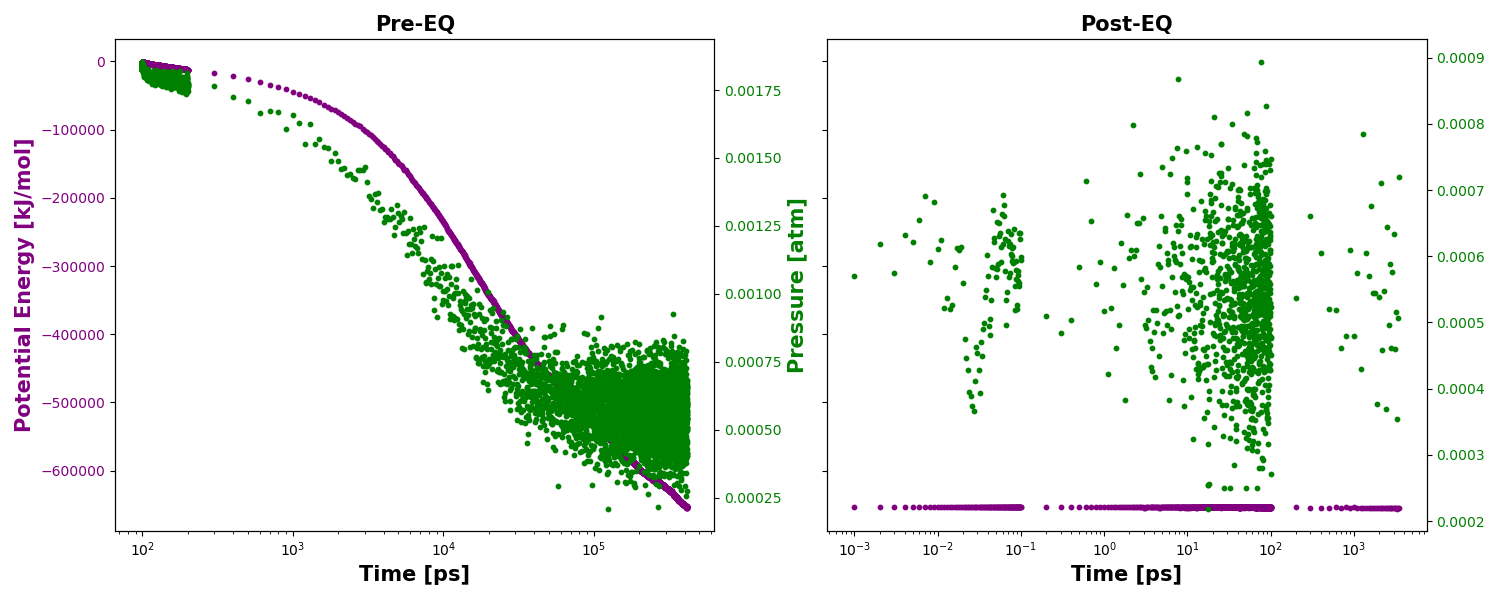 Pre-EQ
Post-EQ
Potential Energy [kJ/mol]
0
−100000
−200000
−300000
−400000
−500000
−600000
0.00175
0.00150
0.00125
0.00100
0.00075
0.00050
0.00025
10² 10³ 10⁴ 10⁵
Time [ps]
Pressure [atm]
0.0009
0.0008
0.0007
0.0006
0.0005
0.0004
0.0003
0.0002
10⁻³ 10⁻² 10⁻¹ 10⁰ 10¹ 10² 10³
Time [ps]